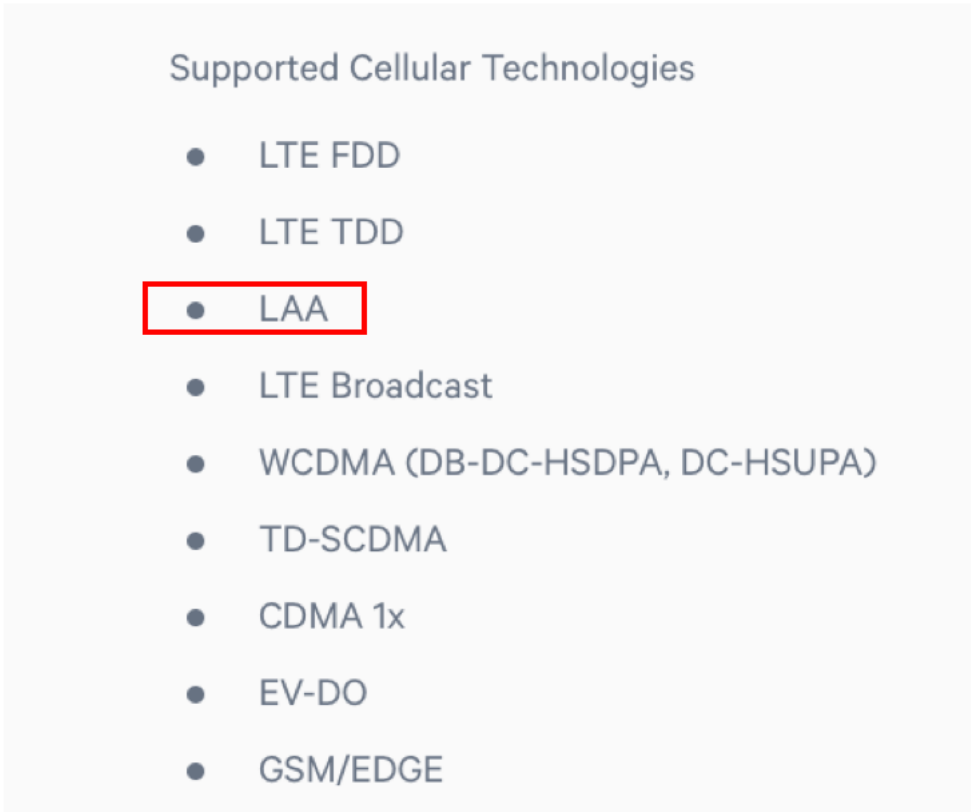 Supported Cellular Technologies
● LTE FDD
● LTE TDD
● LAA
● LTE Broadcast
● WCDMA (DB-DC-HSDPA, DC-HSUPA)
● TD-SCDMA
● CDMA 1x
● EV-DO
● GSM/EDGE